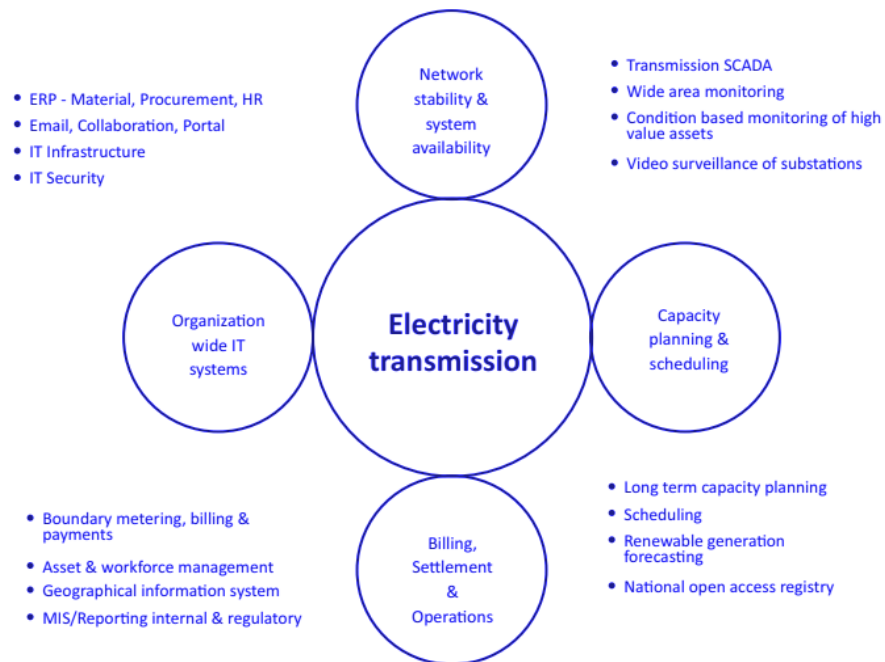 Network
stability &
system
availability
• Transmission SCADA
• Wide area monitoring
• Condition based monitoring of high
value assets
• Video surveillance of substations
• ERP - Material, Procurement, HR
• Email, Collaboration, Portal
• IT Infrastructure
• IT Security
Organization
wide IT
systems
Electricity
transmission
Capacity
planning &
scheduling
• Boundary metering, billing &
payments
• Asset & workforce management
• Geographical information system
• MIS/Reporting internal & regulatory
Billing,
Settlement
&
Operations
• Long term capacity planning
• Scheduling
• Renewable generation
forecasting
• National open access registry